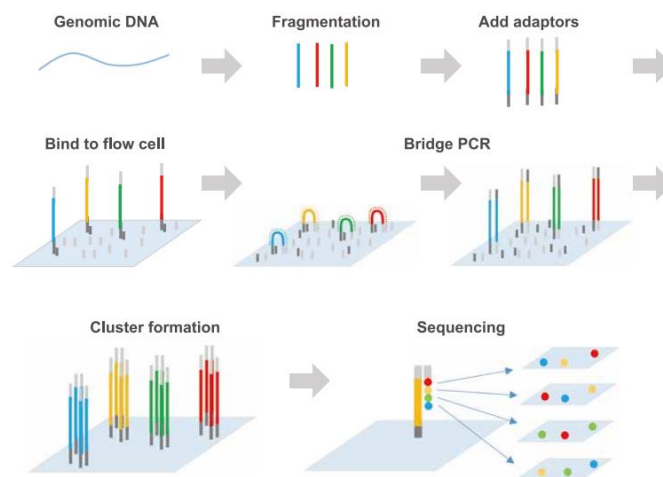 Genomic DNA
Fragmentation
Add adaptors
Bind to flow cell
Bridge PCR
Cluster formation
Sequencing